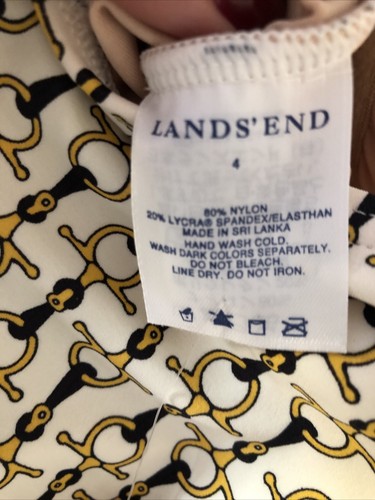 LANDS' END
4
80% NYLON
20% LYCRA® SPANDEX/ELASTHAN
MADE IN SRI LANKA
HAND WASH COLD.
WASH DARK COLORS SEPARATELY.
DO NOT BLEACH.
LINE DRY. DO NOT IRON.